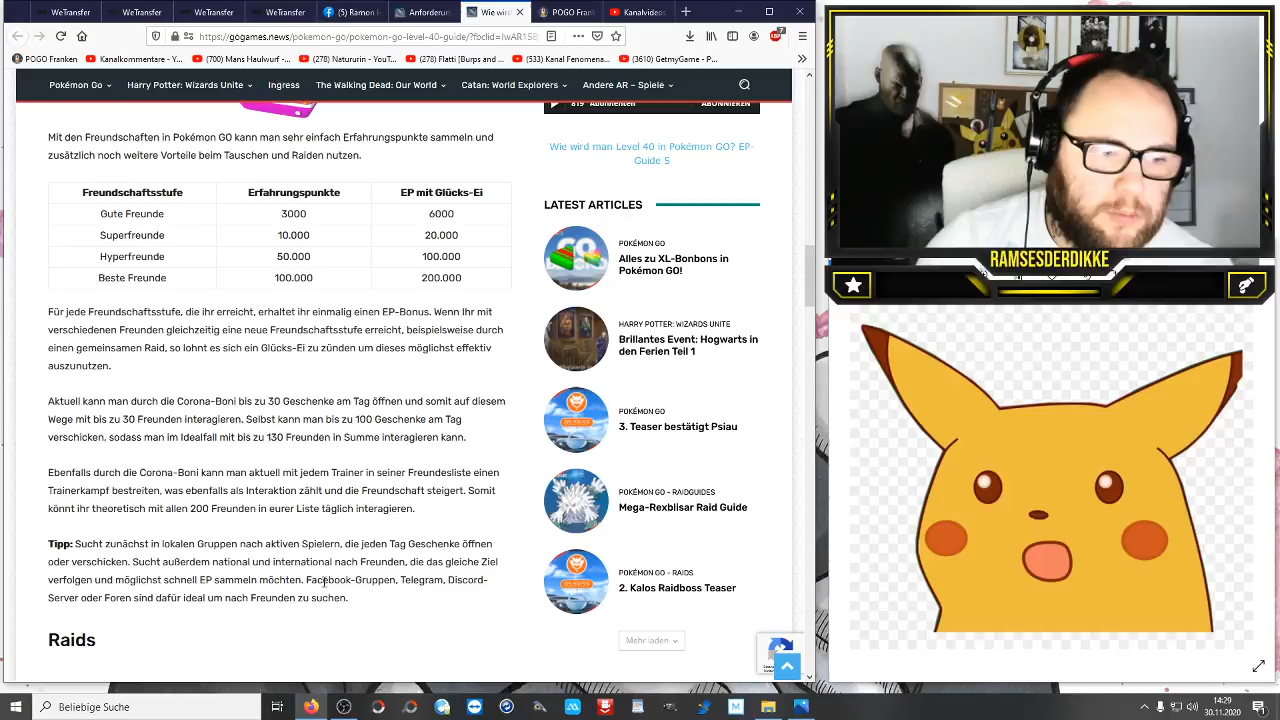 WeTransfer
WeTransfer
WeTransfer
WeTransfer
(5) Ramon
Amberieur
Wie wird
POGO Fran
Kanalvideos
https://gogames.news/pokemon-go/pokemon-go-level-40-guide/?fbclid=IwAR158
POGO Franken
Kanalkommentare - Y...
(700) Mans Haulwurf -...
(278) Natururin - YouT...
(278) Flatti [Burps and ...
(533) Kanal Fenomena...
(3610) GetmyGame - P...
Pokémon Go
Harry Potter: Wizards Unite
Ingress
The Walking Dead: Our World
Catan: World Explorers
Andere AR – Spiele
819 Abonnenten
ABONNIEREN
Mit den Freundschaften in Pokémon GO kann man sehr einfach Erfahrungspunkte sammeln und
zusätzlich noch weitere Vorteile beim Tauschen und Raiden nutzen.
Freundschaftsstufe Erfahrungspunkte EP mit Glücks-Ei
Gute Freunde 3000 6000
Superfreunde 10.000 20.000
Hyperfreunde 50.000 100.000
Beste Freunde 100.000 200.000
Für jede Freundschaftsstufe, die ihr erreicht, erhaltet ihr einmalig einen EP-Bonus. Wenn Ihr mit
verschiedenen Freunden gleichzeitig eine neue Freundschaftsstufe erreicht, beispielsweise durch
einen gemeinsamen Raid, so lohnt es sich ein Glücks-Ei zu zünden um dieses möglichst effektiv
auszunutzen.
Aktuell kann man durch die Corona-Boni bis zu 30 Geschenke am Tag öffnen und somit auf diesem
Wege mit bis zu 30 Freunden interagieren. Selbst kann man bis zu 100 Geschenke am Tag
verschicken, sodass man im Idealfall mit bis zu 130 Freunden in Summe interagieren kann.
Ebenfalls durch die Corona-Boni kann man aktuell mit jedem Trainer in seiner Freundesliste einen
Trainerkampf bestreiten, was ebenfalls als Interaktion zählt und die Freundschaft steigert. Somit
könnt ihr theoretisch mit allen 200 Freunden in eurer Liste täglich interagieren.
Tipp: Sucht zunächst in lokalen Gruppen nach aktiven Spielern, die jeden Tag Geschenke öffnen
oder verschicken. Sucht außerdem national und international nach Freunden, die das gleiche Ziel
verfolgen und möglichst schnell EP sammeln möchten. Facebook-Gruppen, Telegram, Discord-
Server oder Foren sind dafür ideal um nach Freunden zu suchen.
Raids
Wie wird man Level 40 in Pokémon GO? EP-
Guide 5
LATEST ARTICLES
POKÉMON GO
Alles zu XL-Bonbons in
Pokémon GO!
HARRY POTTER: WIZARDS UNITE
Brillantes Event: Hogwarts in
den Ferien Teil 1
POKÉMON GO
3. Teaser bestätigt Psiau
POKÉMON GO - RAIDGUIDES
Mega-Rexblisar Raid Guide
POKÉMON GO - RAIDS
2. Kalos Raidboss Teaser
Mehr laden
RAMSESDERDIKKE
Beliebige Suche
14:29
30.11.2020